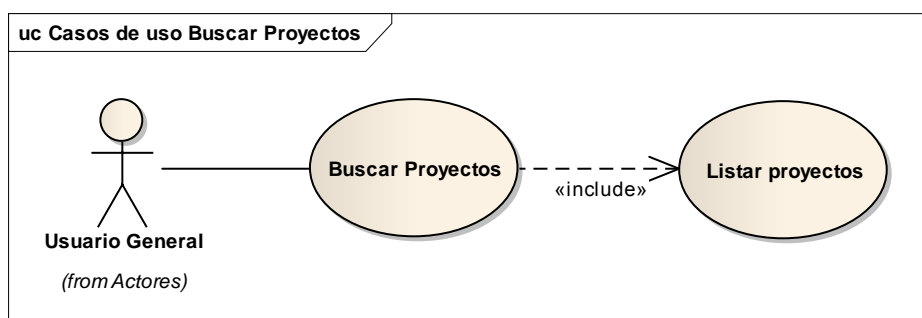 uc Casos de uso Buscar Proyectos
Buscar Proyectos
Listar proyectos
«include»
Usuario General
(from Actores)